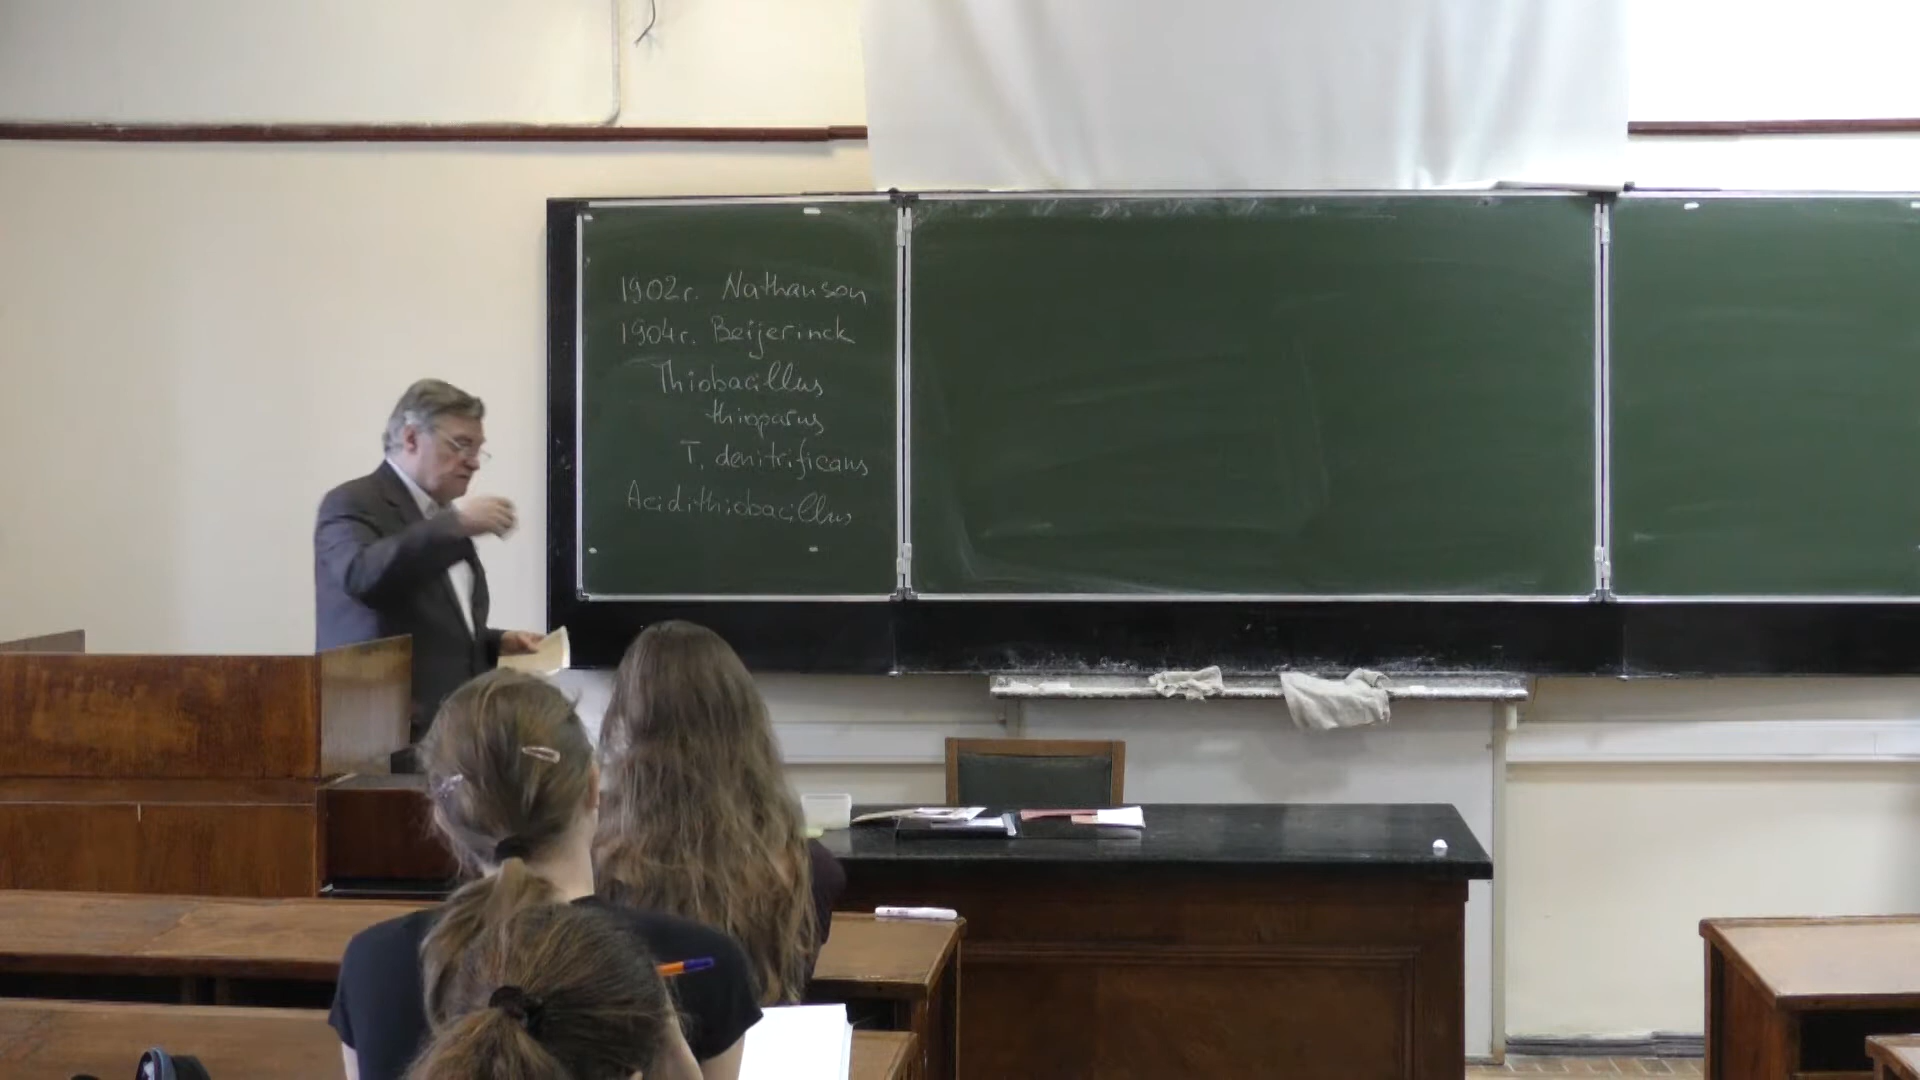 1902г. Nathanson
1904г. Beijerinck
Thiobacillus
thioparus
T. denitrificans
Acidithiobacillus